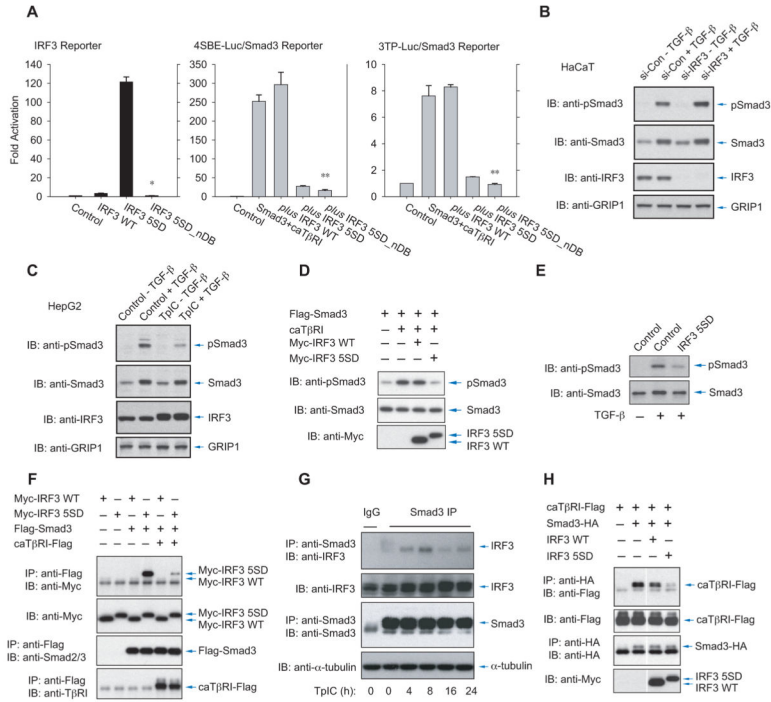 A
IRF3 Reporter
4SBE-Luc/Smad3 Reporter
3TP-Luc/Smad3 Reporter
Fold Activation
140
120
100
80
60
40
20
0
*
Control
IRF3 WT
IRF3 5SD
IRF3 5SD_nDB
400
300
200
100
0
**
Control
Smad3+caTβRI
plus IRF3 WT
plus IRF3 5SD
plus IRF3 5SD_nDB
10
8
6
4
2
0
**
Control
Smad3+caTβRI
plus IRF3 WT
plus IRF3 5SD
plus IRF3 5SD_nDB
B
HaCaT
si-Con - TGF-β
si-Con + TGF-β
si-IRF3 - TGF-β
si-IRF3 + TGF-β
IB: anti-pSmad3 pSmad3
IB: anti-Smad3 Smad3
IB: anti-IRF3 IRF3
IB: anti-GRIP1 GRIP1
C
HepG2
Control - TGF-β
Control + TGF-β
TpIC - TGF-β
TpIC + TGF-β
IB: anti-pSmad3 pSmad3
IB: anti-Smad3 Smad3
IB: anti-IRF3 IRF3
IB: anti-GRIP1 GRIP1
D
Flag-Smad3 + + + +
caTβRI – + + +
Myc-IRF3 WT – – + –
Myc-IRF3 5SD – – – +
IB: anti-pSmad3 pSmad3
IB: anti-Smad3 Smad3
IB: anti-Myc IRF3 5SD
IRF3 WT
E
Control
Control
IRF3 5SD
IB: anti-pSmad3 pSmad3
IB: anti-Smad3 Smad3
TGF-β – + +
F
Myc-IRF3 WT + – + – + –
Myc-IRF3 5SD – + – + – +
Flag-Smad3 – – + + + +
caTβRI-Flag – – – – + +
IP: anti-Flag
IB: anti-Myc
Myc-IRF3 5SD
Myc-IRF3 WT
IB: anti-Myc
Myc-IRF3 5SD
Myc-IRF3 WT
IP: anti-Flag
IB: anti-Smad2/3
Flag-Smad3
IP: anti-Flag
IB: anti-TβRI
caTβRI-Flag
G
IgG Smad3 IP
IP: anti-Smad3
IB: anti-IRF3
IRF3
IB: anti-IRF3 IRF3
IP: anti-Smad3
IB: anti-Smad3
Smad3
IB: anti-α-tubulin α-tubulin
TpIC (h): 0 0 4 8 16 24
H
caTβRI-Flag + + + +
Smad3-HA – + + +
IRF3 WT – – + –
IRF3 5SD – – – +
IP: anti-HA
IB: anti-Flag
caTβRI-Flag
IB: anti-Flag caTβRI-Flag
IP: anti-HA
IB: anti-HA
Smad3-HA
IB: anti-Myc IRF3 5SD
IRF3 WT